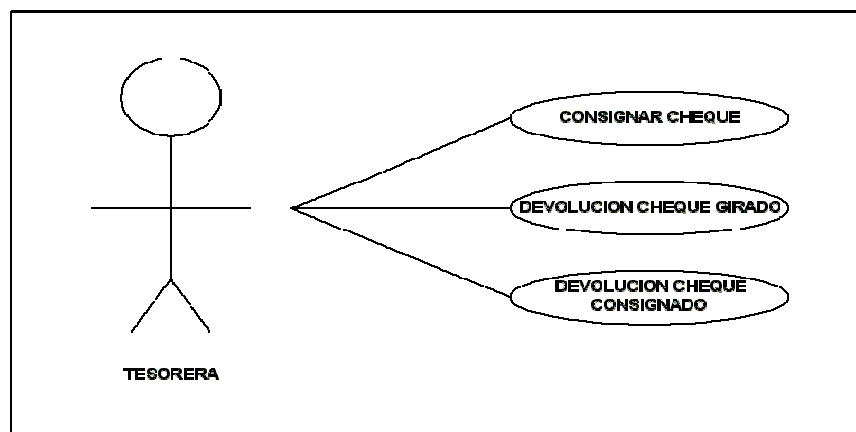 CONSIGNAR CHEQUE
DEVOLUCION CHEQUE GIRADO
DEVOLUCION CHEQUE
CONSIGNADO
TESORERA